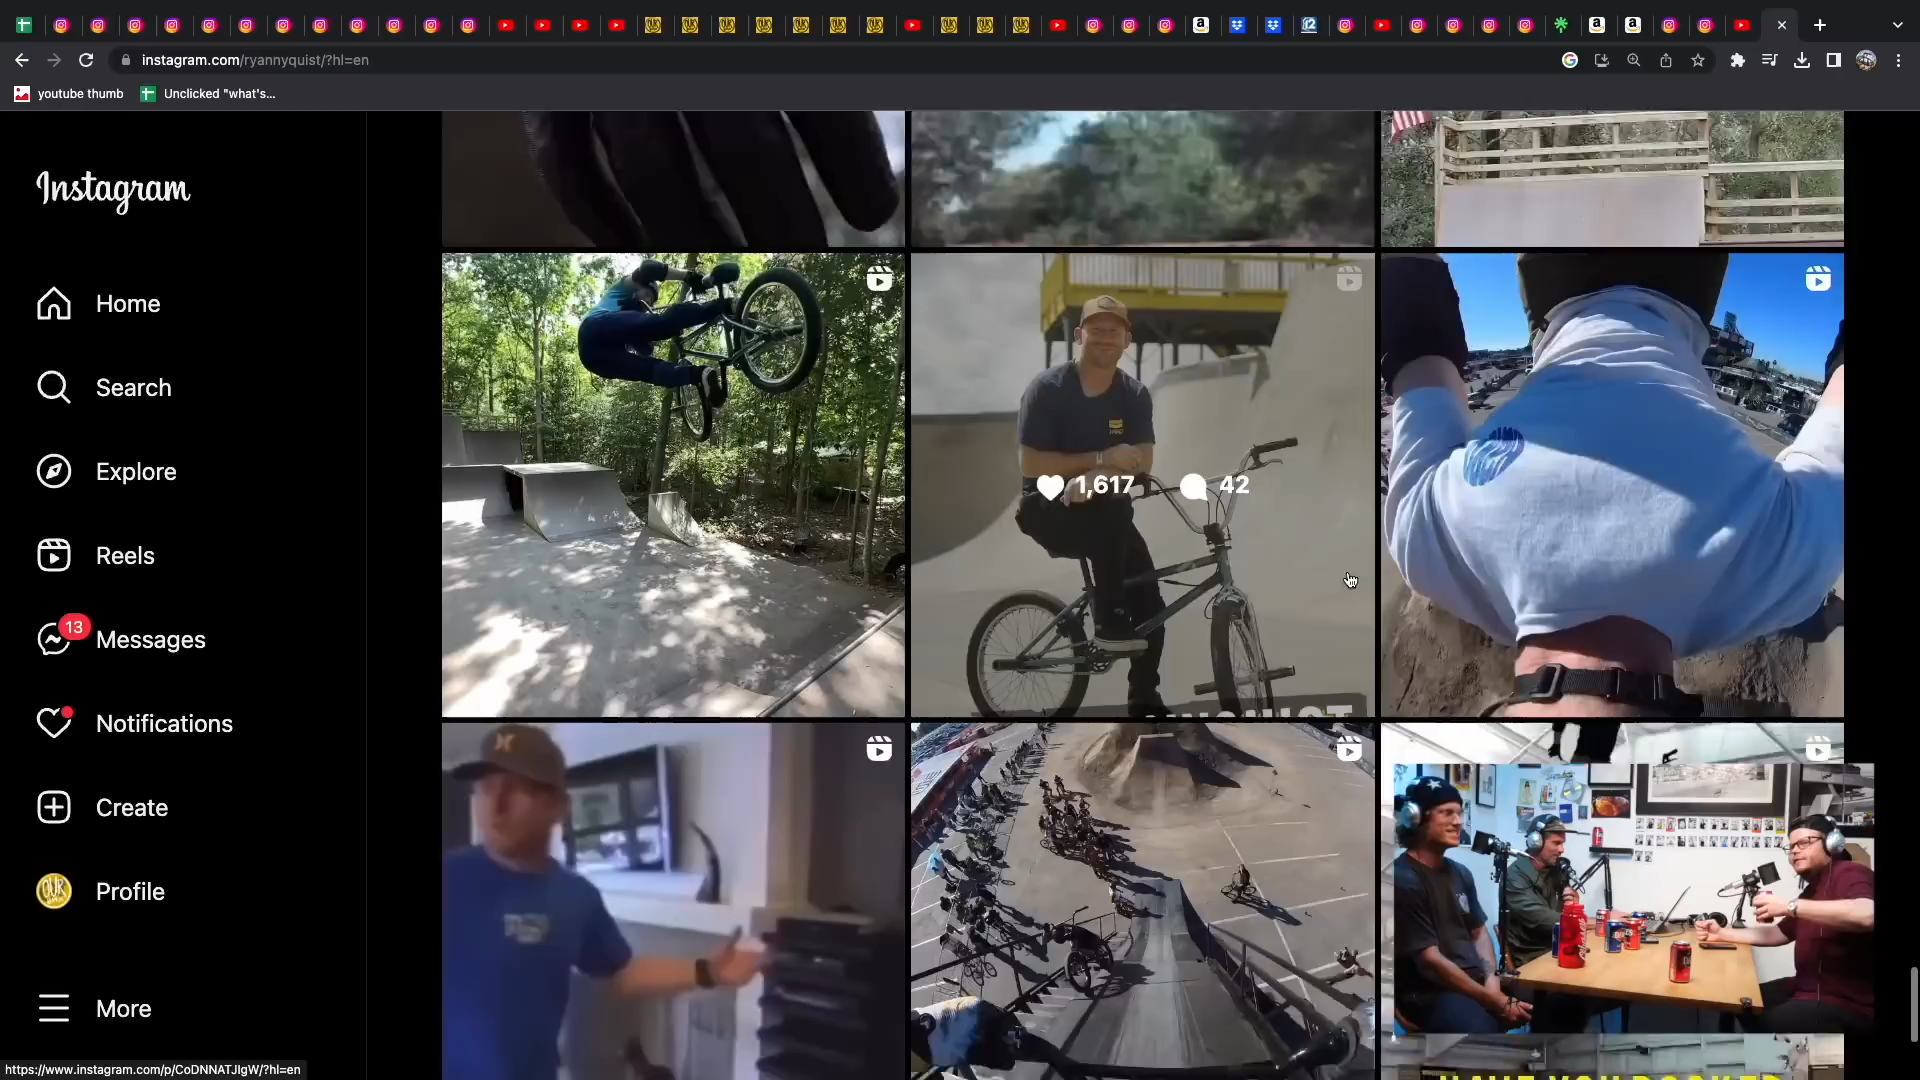 instagram.com/ryannyquist/?hl=en
youtube thumb
Unclicked "what's...
Instagram
Home
Search
Explore
Reels
13
Messages
Notifications
Create
Profile
More
1,617
42
https://www.instagram.com/p/CoDNNATJlgW/?hl=en